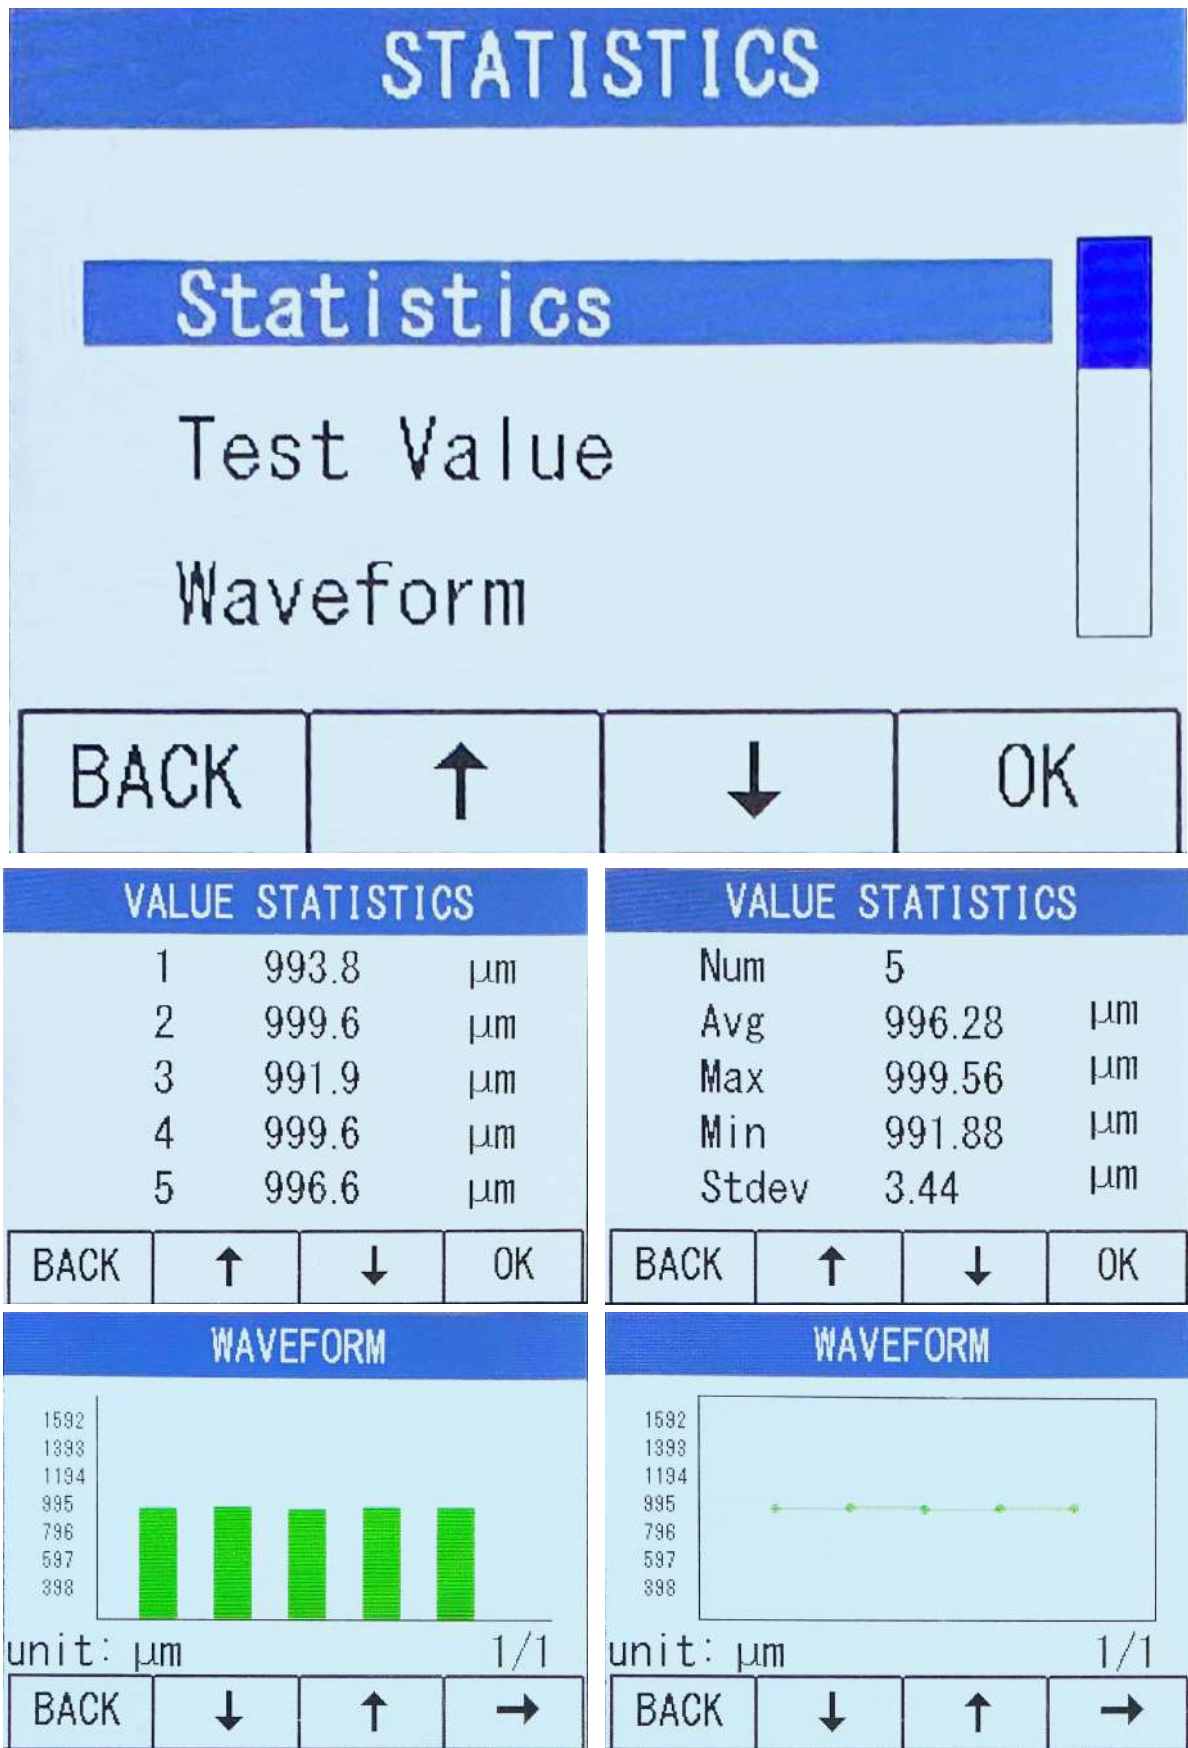 STATISTICS
Statistics
Test Value
Waveform
BACK ↑ ↓ OK
VALUE STATISTICS
1 993.8 μm
2 999.6 μm
3 991.9 μm
4 999.6 μm
5 996.6 μm
BACK ↑ ↓ OK
VALUE STATISTICS
Num 5
Avg 996.28 μm
Max 999.56 μm
Min 991.88 μm
Stdev 3.44 μm
BACK ↑ ↓ OK
WAVEFORM
1592
1393
1194
995
796
597
398
unit: μm 1/1
BACK ↓ ↑ →
WAVEFORM
1592
1393
1194
995
796
597
398
unit: μm 1/1
BACK ↓ ↑ →